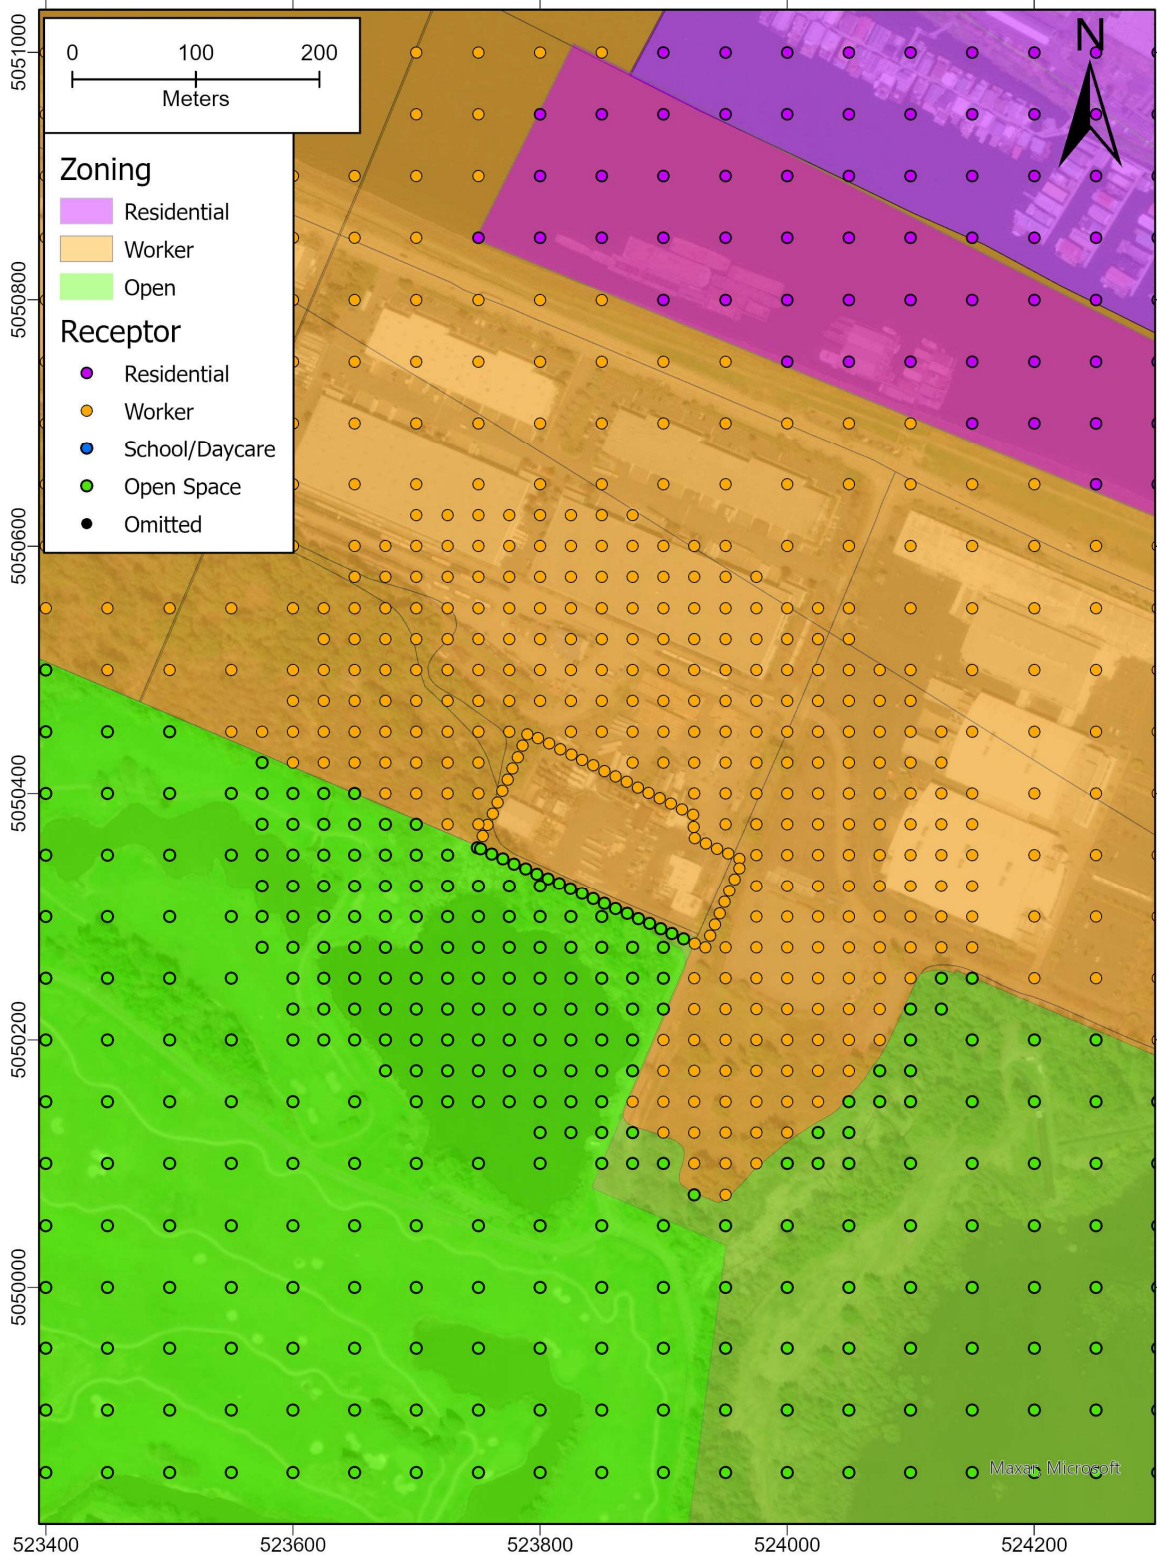 0 100 200
Meters
N
Zoning
Residential
Worker
Open
Receptor
Residential
Worker
School/Daycare
Open Space
Omitted
5051000
5050800
5050600
5050400
5050200
5050000
Maxar, Microsoft
523400 523600 523800 524000 524200